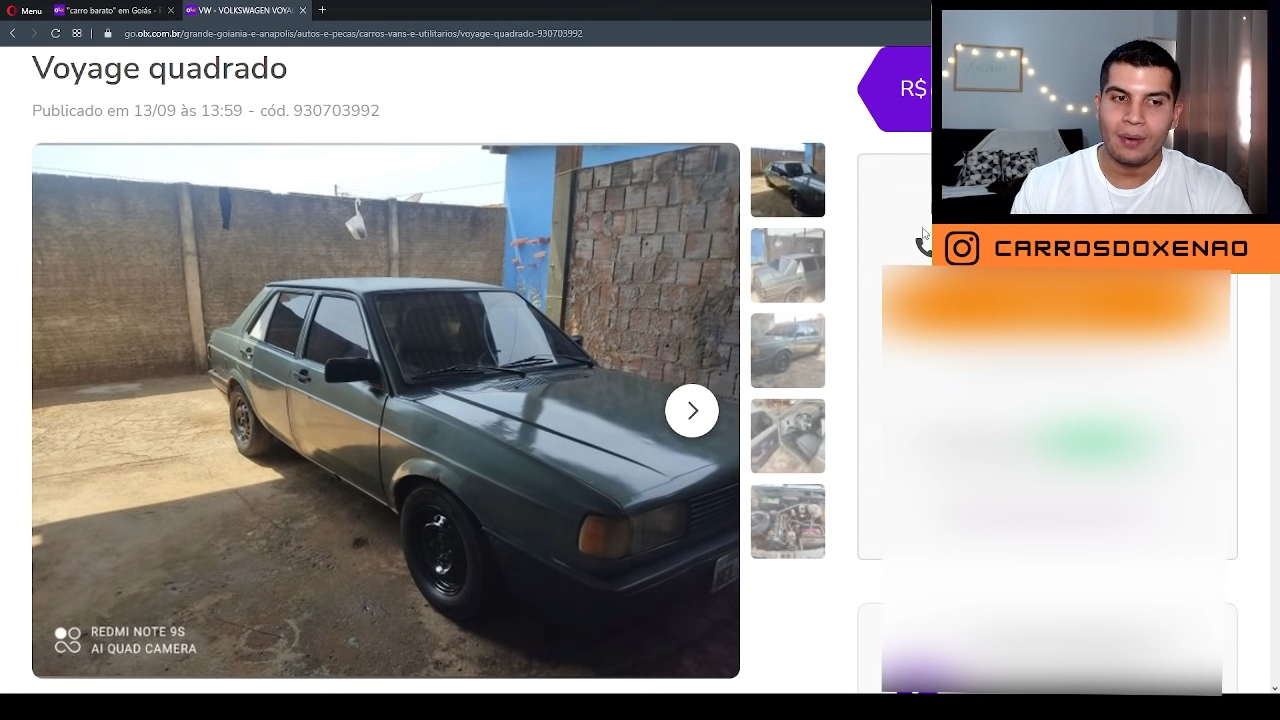 Menu
"carro barato" em Goiás -
VW - VOLKSWAGEN VOYA
go.olx.com.br/grande-goiania-e-anapolis/autos-e-pecas/carros-vans-e-utilitarios/voyage-quadrado-930703992
Voyage quadrado
Publicado em 13/09 às 13:59 - cód. 930703992
R$
CARROSDOXENAO
REDMI NOTE 9S
AI QUAD CAMERA